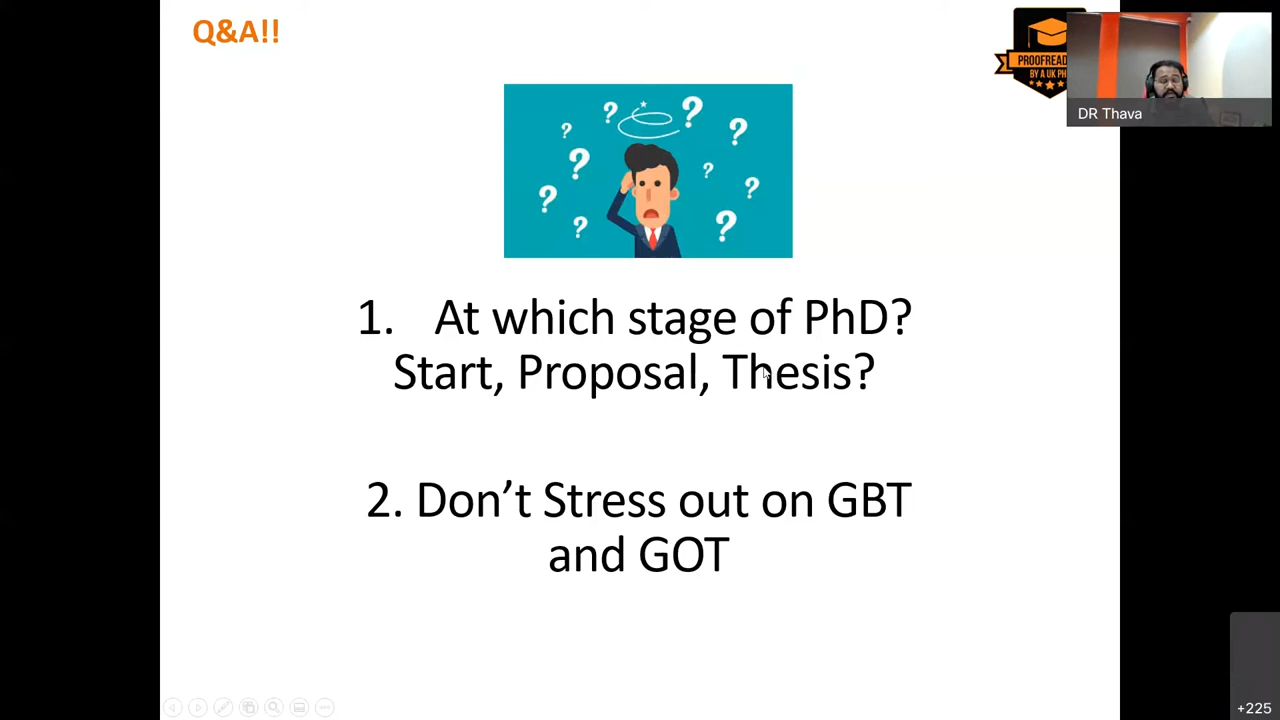 Q&A!!
PROOFREAD
BY A UK PH
DR Thava
? ? ? ? ? ? ? ? ? ? ?
1. At which stage of PhD?
Start, Proposal, Thesis?
2. Don’t Stress out on GBT
and GOT
+225